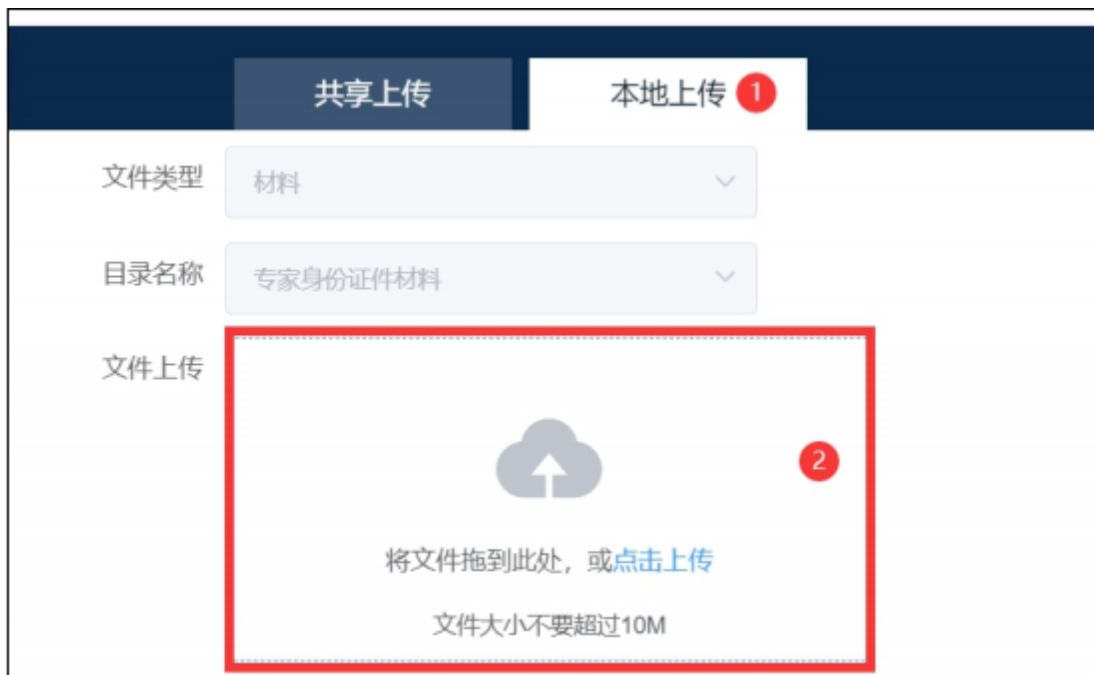 共享上传 本地上传 1
文件类型 材料
目录名称 专家身份证件材料
文件上传
2
将文件拖到此处，或点击上传
文件大小不要超过10M